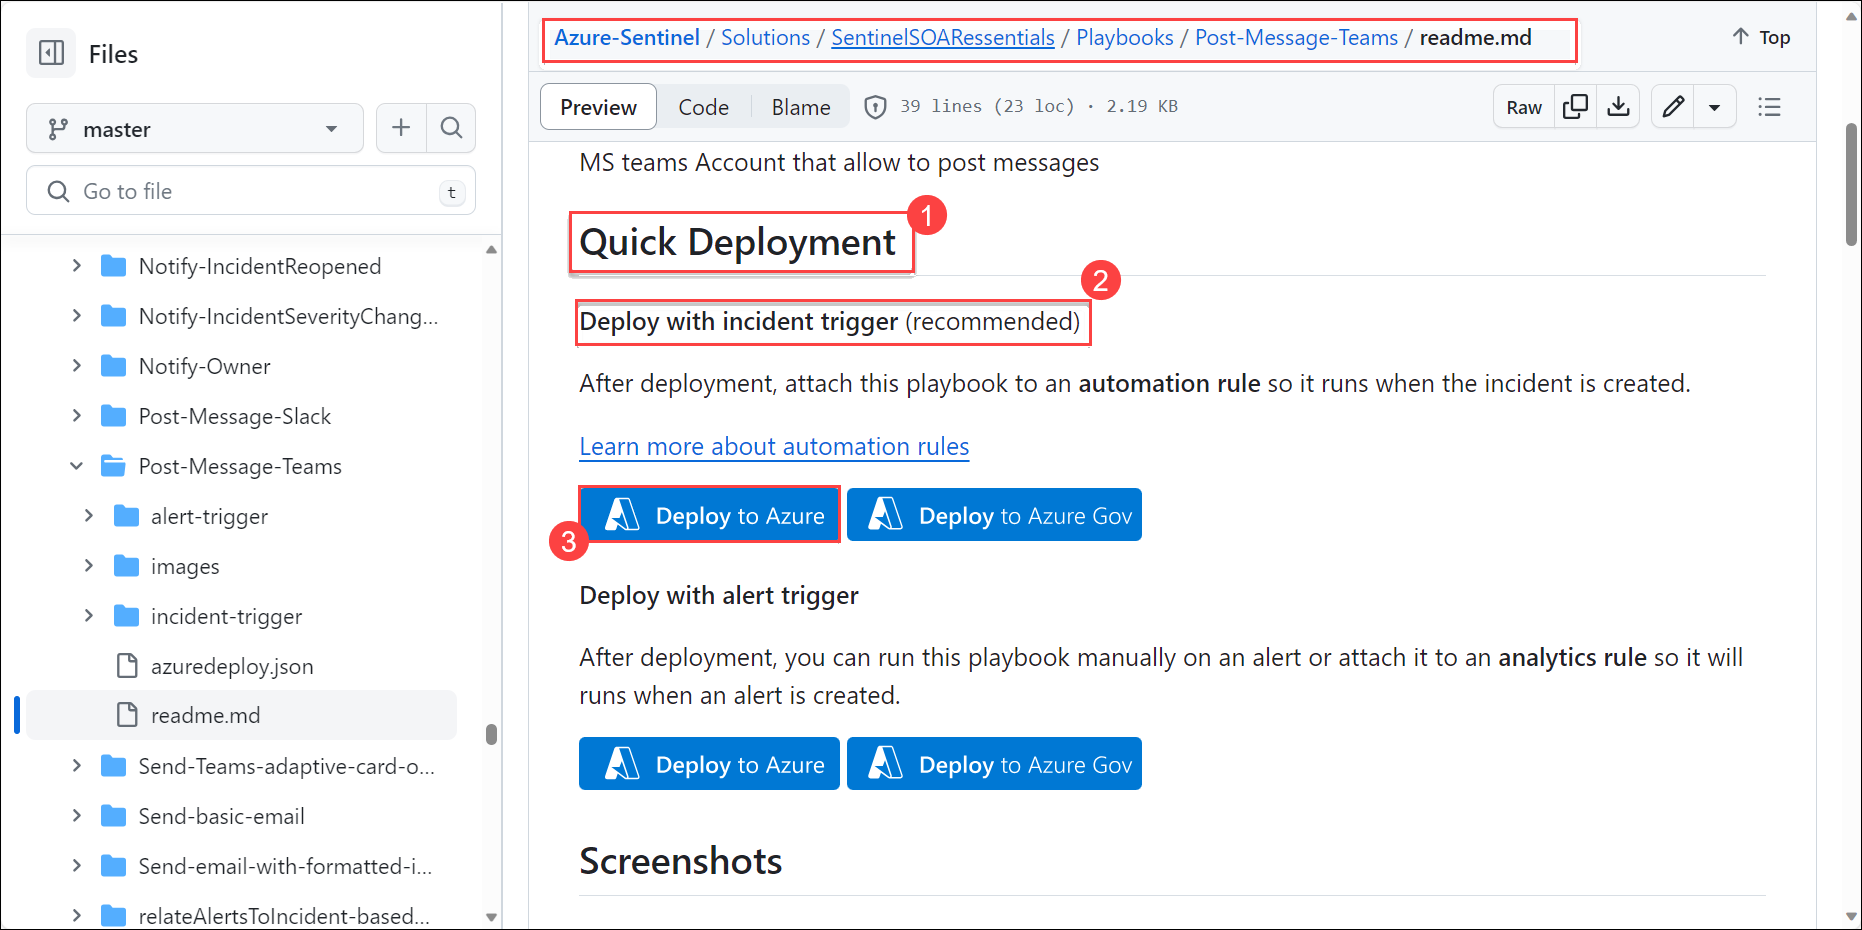 Files
master
Go to file
t
Notify-IncidentReopened
Notify-IncidentSeverityChang...
Notify-Owner
Post-Message-Slack
Post-Message-Teams
alert-trigger
images
incident-trigger
azuredeploy.json
readme.md
Send-Teams-adaptive-card-o...
Send-basic-email
Send-email-with-formatted-i...
relateAlertsToIncident-based...
Azure-Sentinel / Solutions / SentinelSOARessentials / Playbooks / Post-Message-Teams / readme.md
Top
Preview Code Blame 39 lines (23 loc) · 2.19 KB Raw
MS teams Account that allow to post messages
Quick Deployment
1
2
Deploy with incident trigger (recommended)
After deployment, attach this playbook to an automation rule so it runs when the incident is created.
Learn more about automation rules
Deploy to Azure Deploy to Azure Gov
3
Deploy with alert trigger
After deployment, you can run this playbook manually on an alert or attach it to an analytics rule so it will
runs when an alert is created.
Deploy to Azure Deploy to Azure Gov
Screenshots